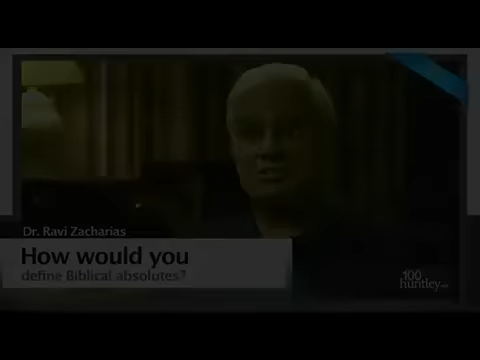 Dr. Ravi Zacharias
How would you
define Biblical absolutes?
100
huntley